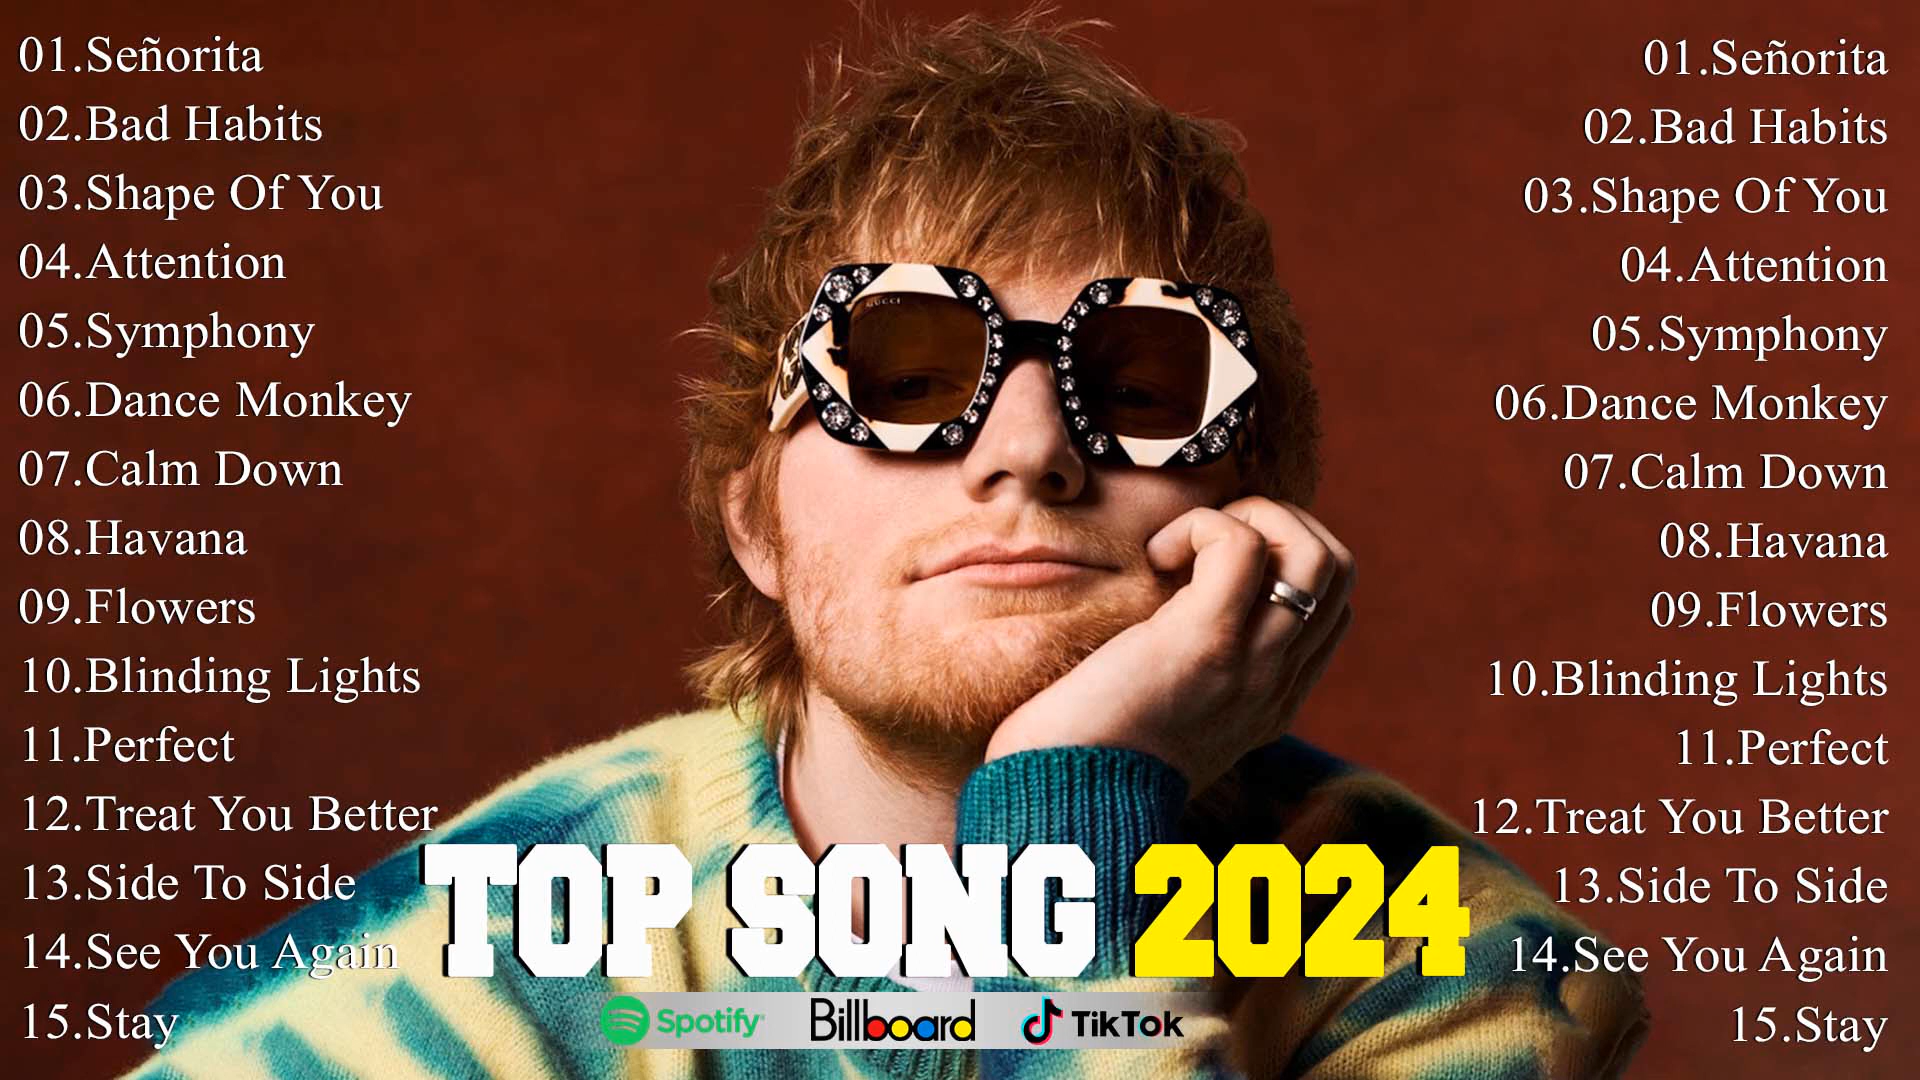 01.Señorita
02.Bad Habits
03.Shape Of You
04.Attention
05.Symphony
06.Dance Monkey
07.Calm Down
08.Havana
09.Flowers
10.Blinding Lights
11.Perfect
12.Treat You Better
13.Side To Side
14.See You Again
15.Stay
GUCCI
TOP SONG 2024
Spotify Billboard TikTok
01.Señorita
02.Bad Habits
03.Shape Of You
04.Attention
05.Symphony
06.Dance Monkey
07.Calm Down
08.Havana
09.Flowers
10.Blinding Lights
11.Perfect
12.Treat You Better
13.Side To Side
14.See You Again
15.Stay